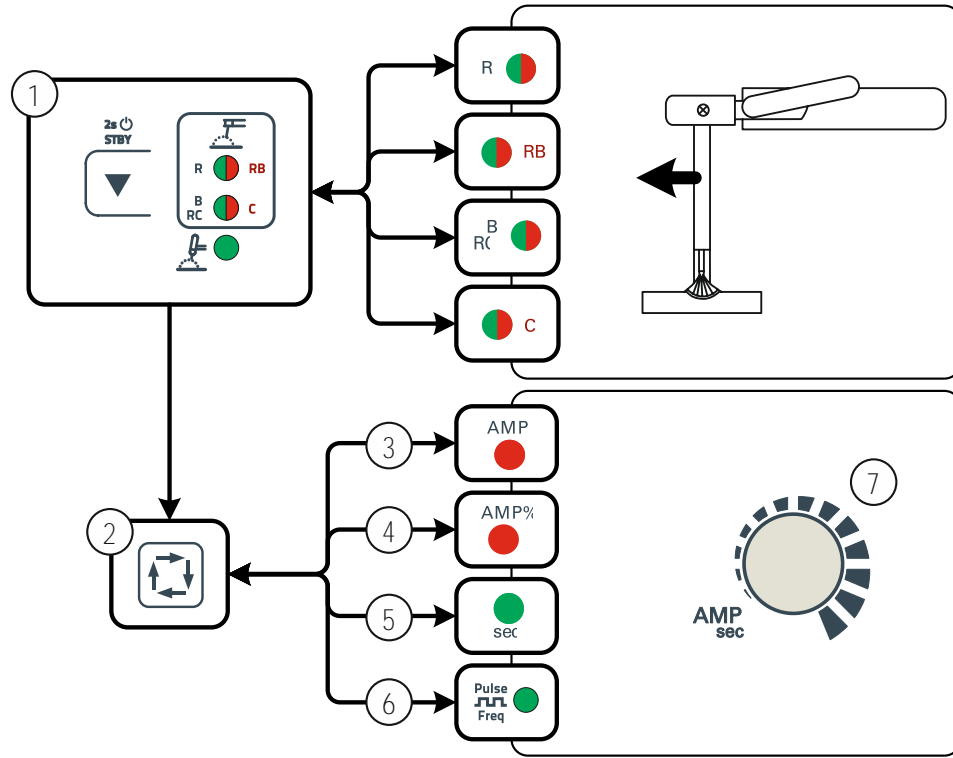 1
2s
STBY
R RB
B
RC C
R
RB
B
RC
C
2
3
AMP
4
AMP%
5
sec
6
Pulse
Freq
7
AMP
sec